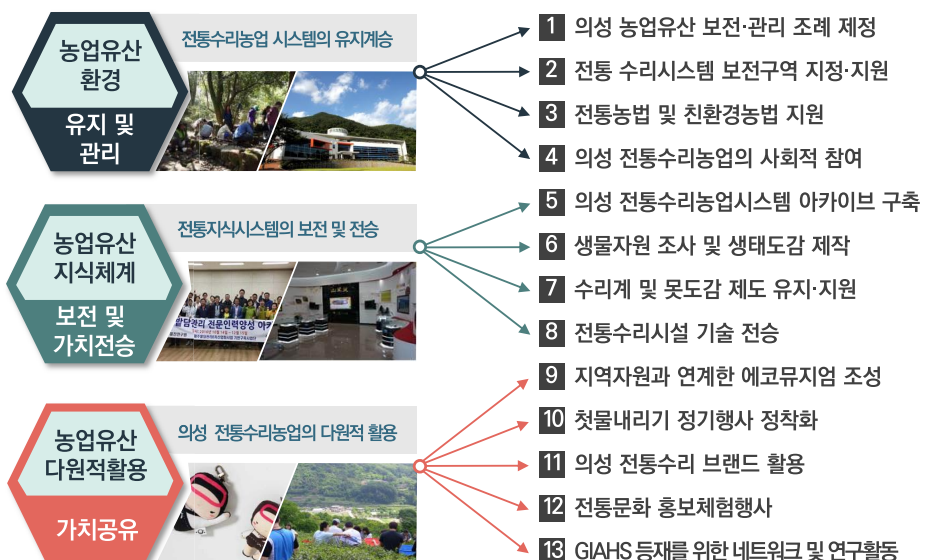 농업유산
환경
유지 및
관리
전통수리농업 시스템의 유지계승
1 의성 농업유산 보전·관리 조례 제정
2 전통 수리시스템 보전구역 지정·지원
3 전통농법 및 친환경농법 지원
4 의성 전통수리농업의 사회적 참여
농업유산
지식체계
보전 및
가치전승
전통지식시스템의 보전 및 전승
담관리 전문인력양성 아카
5 의성 전통수리농업시스템 아카이브 구축
6 생물자원 조사 및 생태도감 제작
7 수리계 및 못도감 제도 유지·지원
8 전통수리시설 기술 전승
농업유산
다원적활용
가치공유
의성 전통수리농업의 다원적 활용
9 지역자원과 연계한 에코뮤지엄 조성
10 첫물내리기 정기행사 정착화
11 의성 전통수리 브랜드 활용
12 전통문화 홍보체험행사
13 GIAHS 등재를 위한 네트워크 및 연구활동